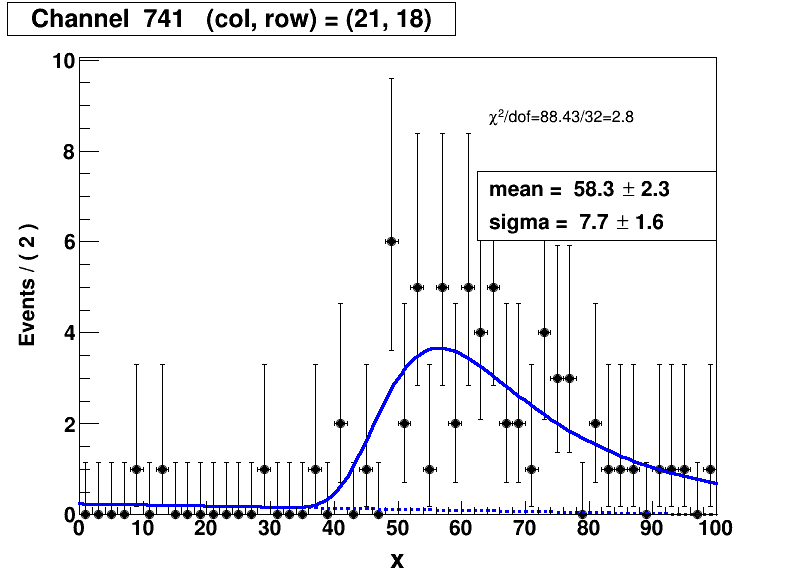 Channel 741 (col, row) = (21, 18)
χ²/dof=88.43/32=2.8
mean = 58.3 ± 2.3
sigma = 7.7 ± 1.6
Events / ( 2 )
10
8
6
4
2
0
0 10 20 30 40 50 60 70 80 90 100
x